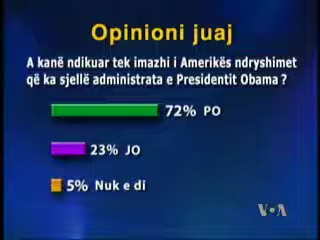 Opinioni juaj
A kanë ndikuar tek imazhi i Amerikës ndryshimet
që ka sjellë administrata e Presidentit Obama ?
72% PO
23% JO
5% Nuk e di
VOA